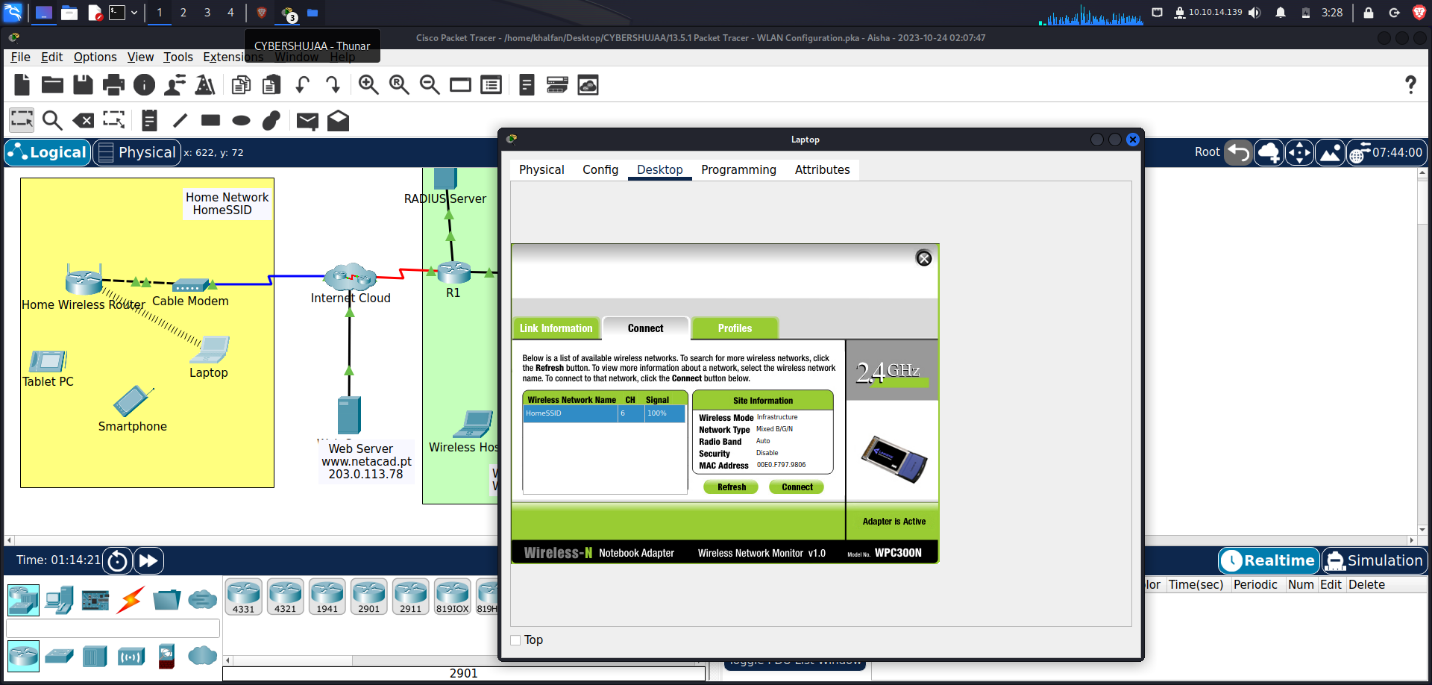 1 2 3 4 3 10.10.14.139 3:28
Cisco Packet Tracer - /home/khalfan/Desktop/CYBERSHUJAA/13.5.1 Packet Tracer - WLAN Configuration.pka - Aisha - 2023-10-24 02:07:47
CYBERSHUJAA - Thunar
File Edit Options View Tools Extensions Window Help
?
Logical Physical x: 622, y: 72 Root 07:44:00
Laptop
Physical Config Desktop Programming Attributes
Home Network
HomeSSID
RADIUS Server
R1
Internet Cloud
Home Wireless Router
Cable Modem
Laptop
Tablet PC
Smartphone
Wireless Hos
Web Server
www.netacad.pt
203.0.113.78
Link Information Connect Profiles
Below is a list of available wireless networks. To search for more wireless networks, click
the Refresh button. To view more information about a network, select the wireless network
name. To connect to that network, click the Connect button below.
2.4GHz
Wireless Network Name CH Signal
HomeSSID 6 100%
Site Information
Wireless Mode Infrastructure
Network Type Mixed B/G/N
Radio Band Auto
Security Disable
MAC Address 00E0.F797.9806
Refresh Connect
Adapter is Active
Wireless-N Notebook Adapter Wireless Network Monitor v1.0 Model No. WPC300N
Top
Time: 01:14:21 Realtime Simulation
lor Time(sec) Periodic Num Edit Delete
4331 4321 1941 2901 2911 819IOX 819H
Toggle PDU List Window
2901